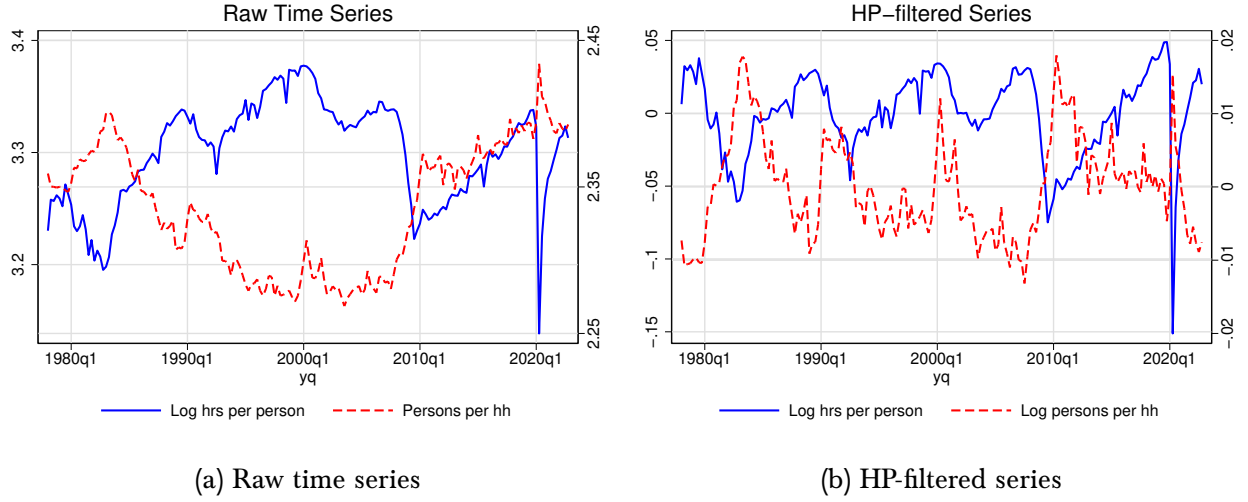 Raw Time Series
3.4
3.3
3.2
2.45
2.35
2.25
1980q1 1990q1 2000q1 2010q1 2020q1
yq
Log hrs per person Persons per hh
(a) Raw time series
HP−filtered Series
.05
0
−.05
−.1
−.15
.02
.01
0
−.01
−.02
1980q1 1990q1 2000q1 2010q1 2020q1
yq
Log hrs per person Log persons per hh
(b) HP-filtered series